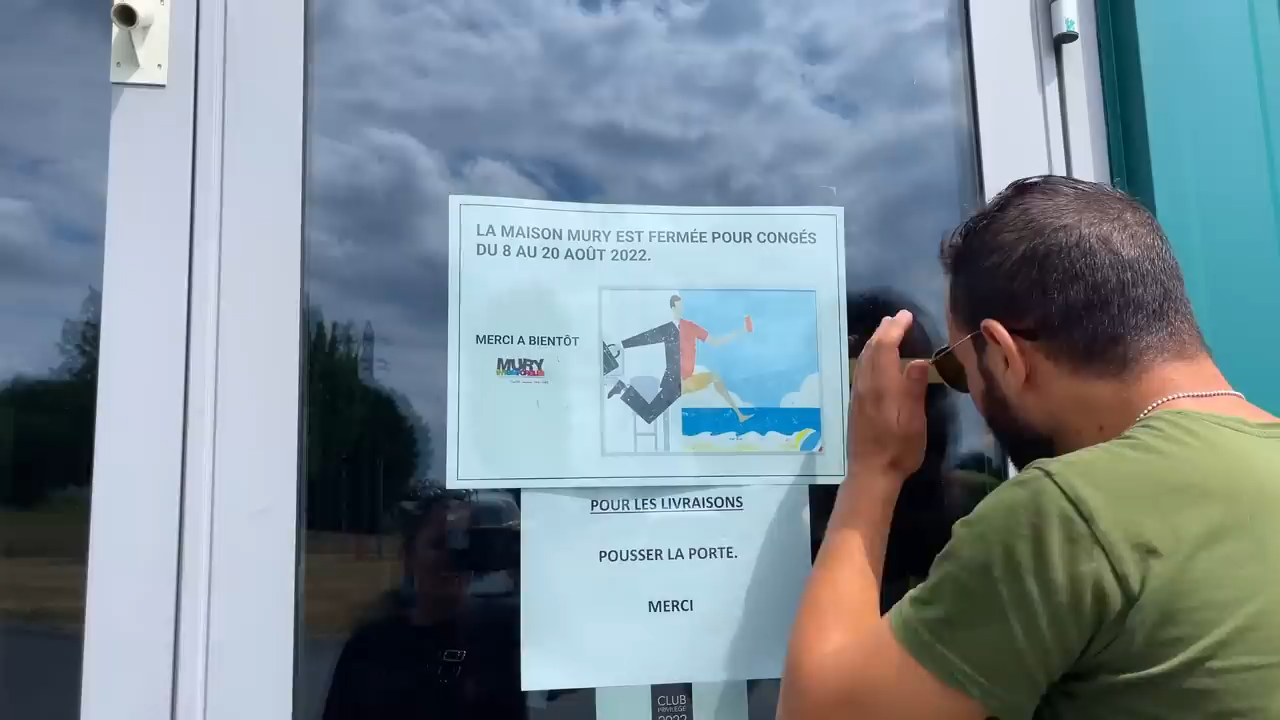 LA MAISON MURY EST FERMÉE POUR CONGÉS
DU 8 AU 20 AOÛT 2022.
MERCI A BIENTÔT
MURY
POUR LES LIVRAISONS
POUSSER LA PORTE.
MERCI
CLUB
PRIVILEGE
2022